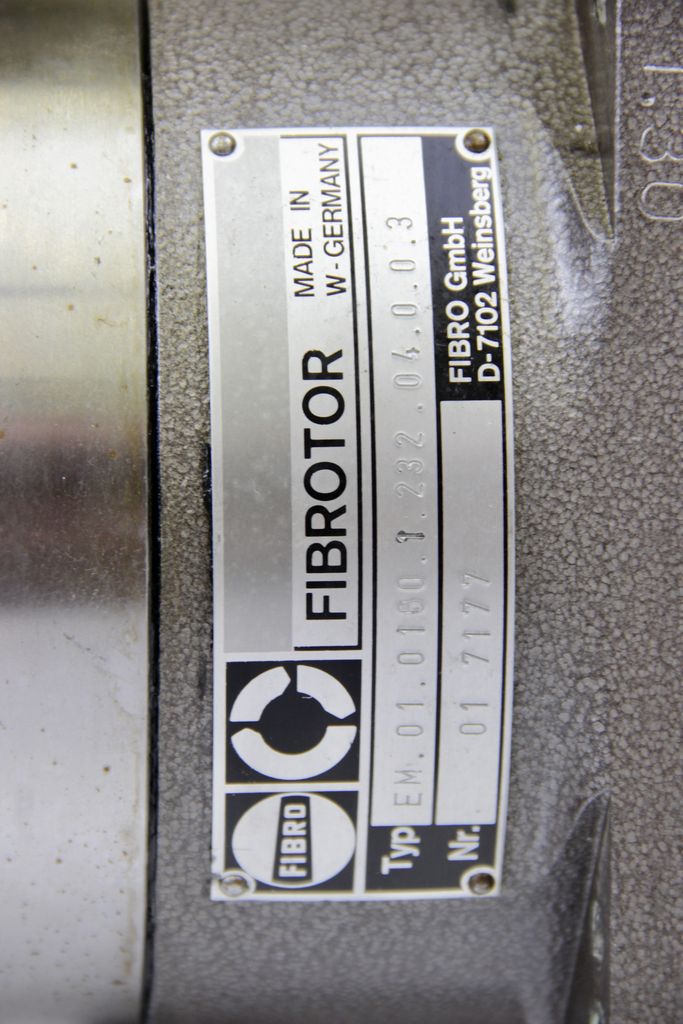 FIBRO
FIBROTOR
MADE IN
W-GERMANY
Typ EM.01.0160.1.232.04.0.0.3
Nr. 01 7177
FIBRO GmbH
D-7102 Weinsberg